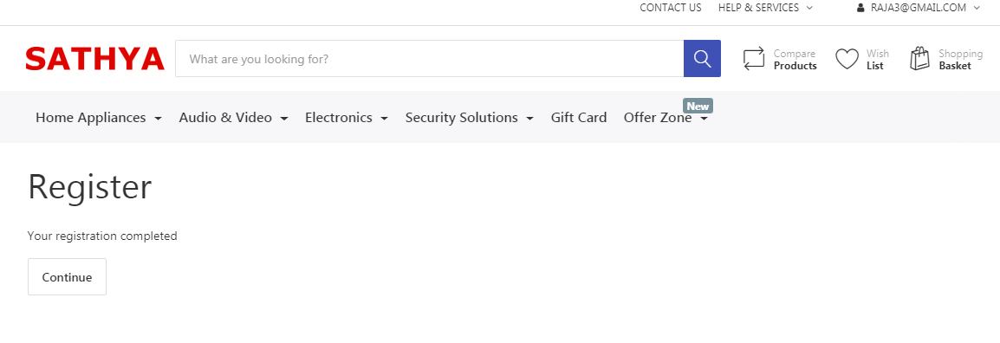 CONTACT US HELP & SERVICES RAJA3@GMAIL.COM
SATHYA
What are you looking for?
Compare
Products
Wish
List
Shopping
Basket
New
Home Appliances Audio & Video Electronics Security Solutions Gift Card Offer Zone
Register
Your registration completed
Continue